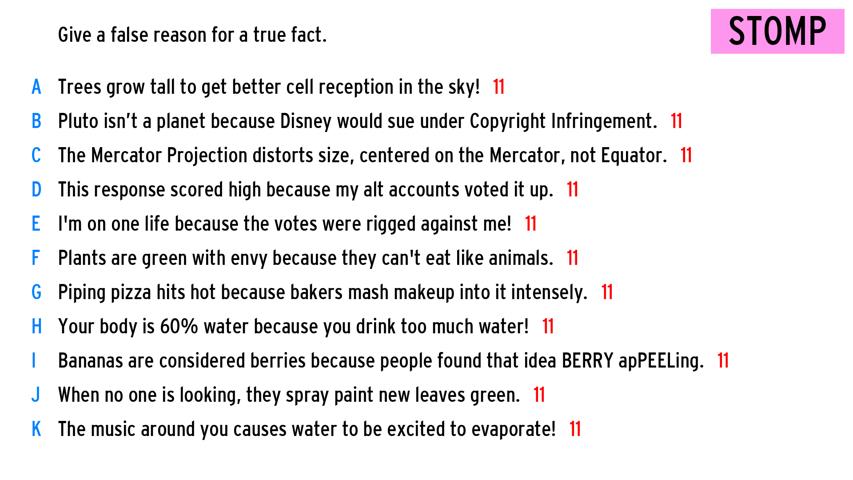 Give a false reason for a true fact.
STOMP
A Trees grow tall to get better cell reception in the sky! 11
B Pluto isn’t a planet because Disney would sue under Copyright Infringement. 11
C The Mercator Projection distorts size, centered on the Mercator, not Equator. 11
D This response scored high because my alt accounts voted it up. 11
E I'm on one life because the votes were rigged against me! 11
F Plants are green with envy because they can't eat like animals. 11
G Piping pizza hits hot because bakers mash makeup into it intensely. 11
H Your body is 60% water because you drink too much water! 11
I Bananas are considered berries because people found that idea BERRY apPEELing. 11
J When no one is looking, they spray paint new leaves green. 11
K The music around you causes water to be excited to evaporate! 11